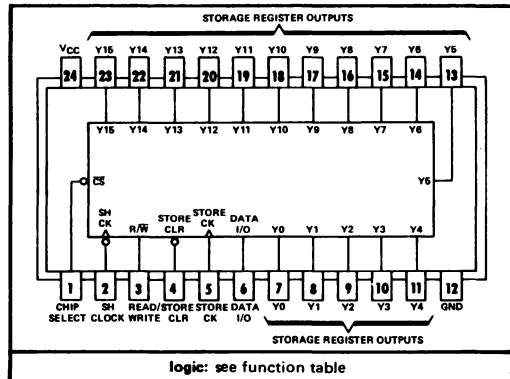 STORAGE REGISTER OUTPUTS
VCC Y15 Y14 Y13 Y12 Y11 Y10 Y9 Y8 Y7 Y6 Y5
24 23 22 21 20 19 18 17 16 15 14 13
Y15 Y14 Y13 Y12 Y11 Y10 Y9 Y8 Y7 Y6
CS Y5
SH CK R/W STORE CLR STORE CK DATA I/O Y0 Y1 Y2 Y3 Y4
1 2 3 4 5 6 7 8 9 10 11 12
CHIP SELECT SH CLOCK READ/WRITE STORE CLR STORE CK DATA I/O Y0 Y1 Y2 Y3 Y4 GND
STORAGE REGISTER OUTPUTS
logic: see function table